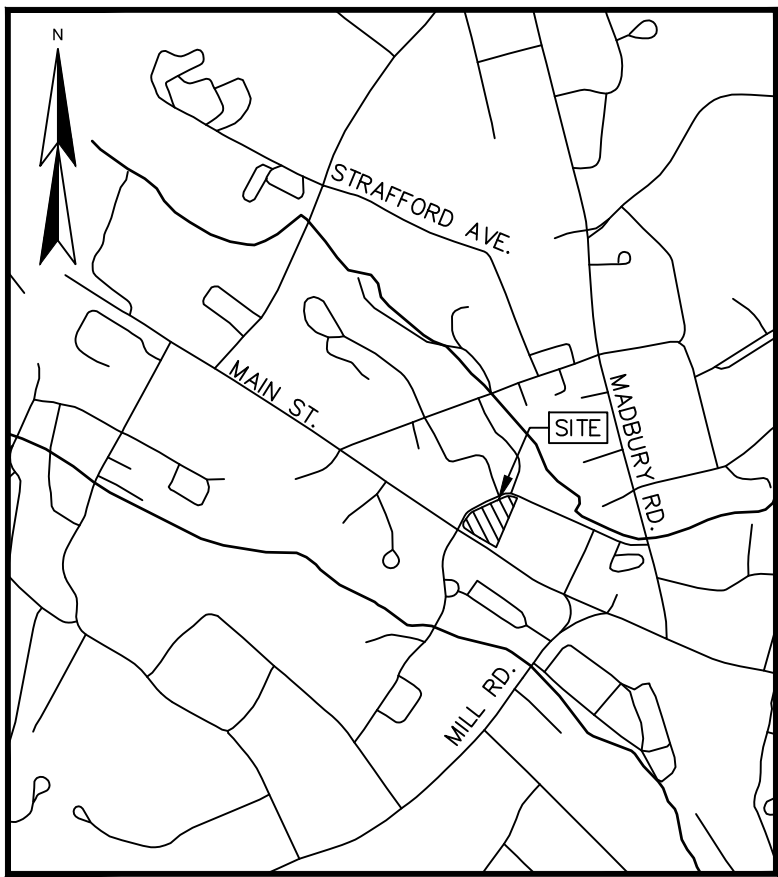 N
STRAFFORD AVE.
MAIN ST.
MADBURY RD.
SITE
MILL RD.